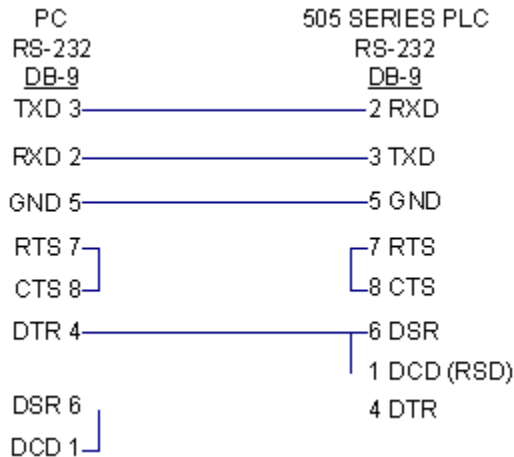 PC 505 SERIES PLC
RS-232 RS-232
DB-9 DB-9
TXD 3 2 RXD
RXD 2 3 TXD
GND 5 5 GND
RTS 7 7 RTS
CTS 8 8 CTS
DTR 4 6 DSR
1 DCD (RSD)
DSR 6 4 DTR
DCD 1